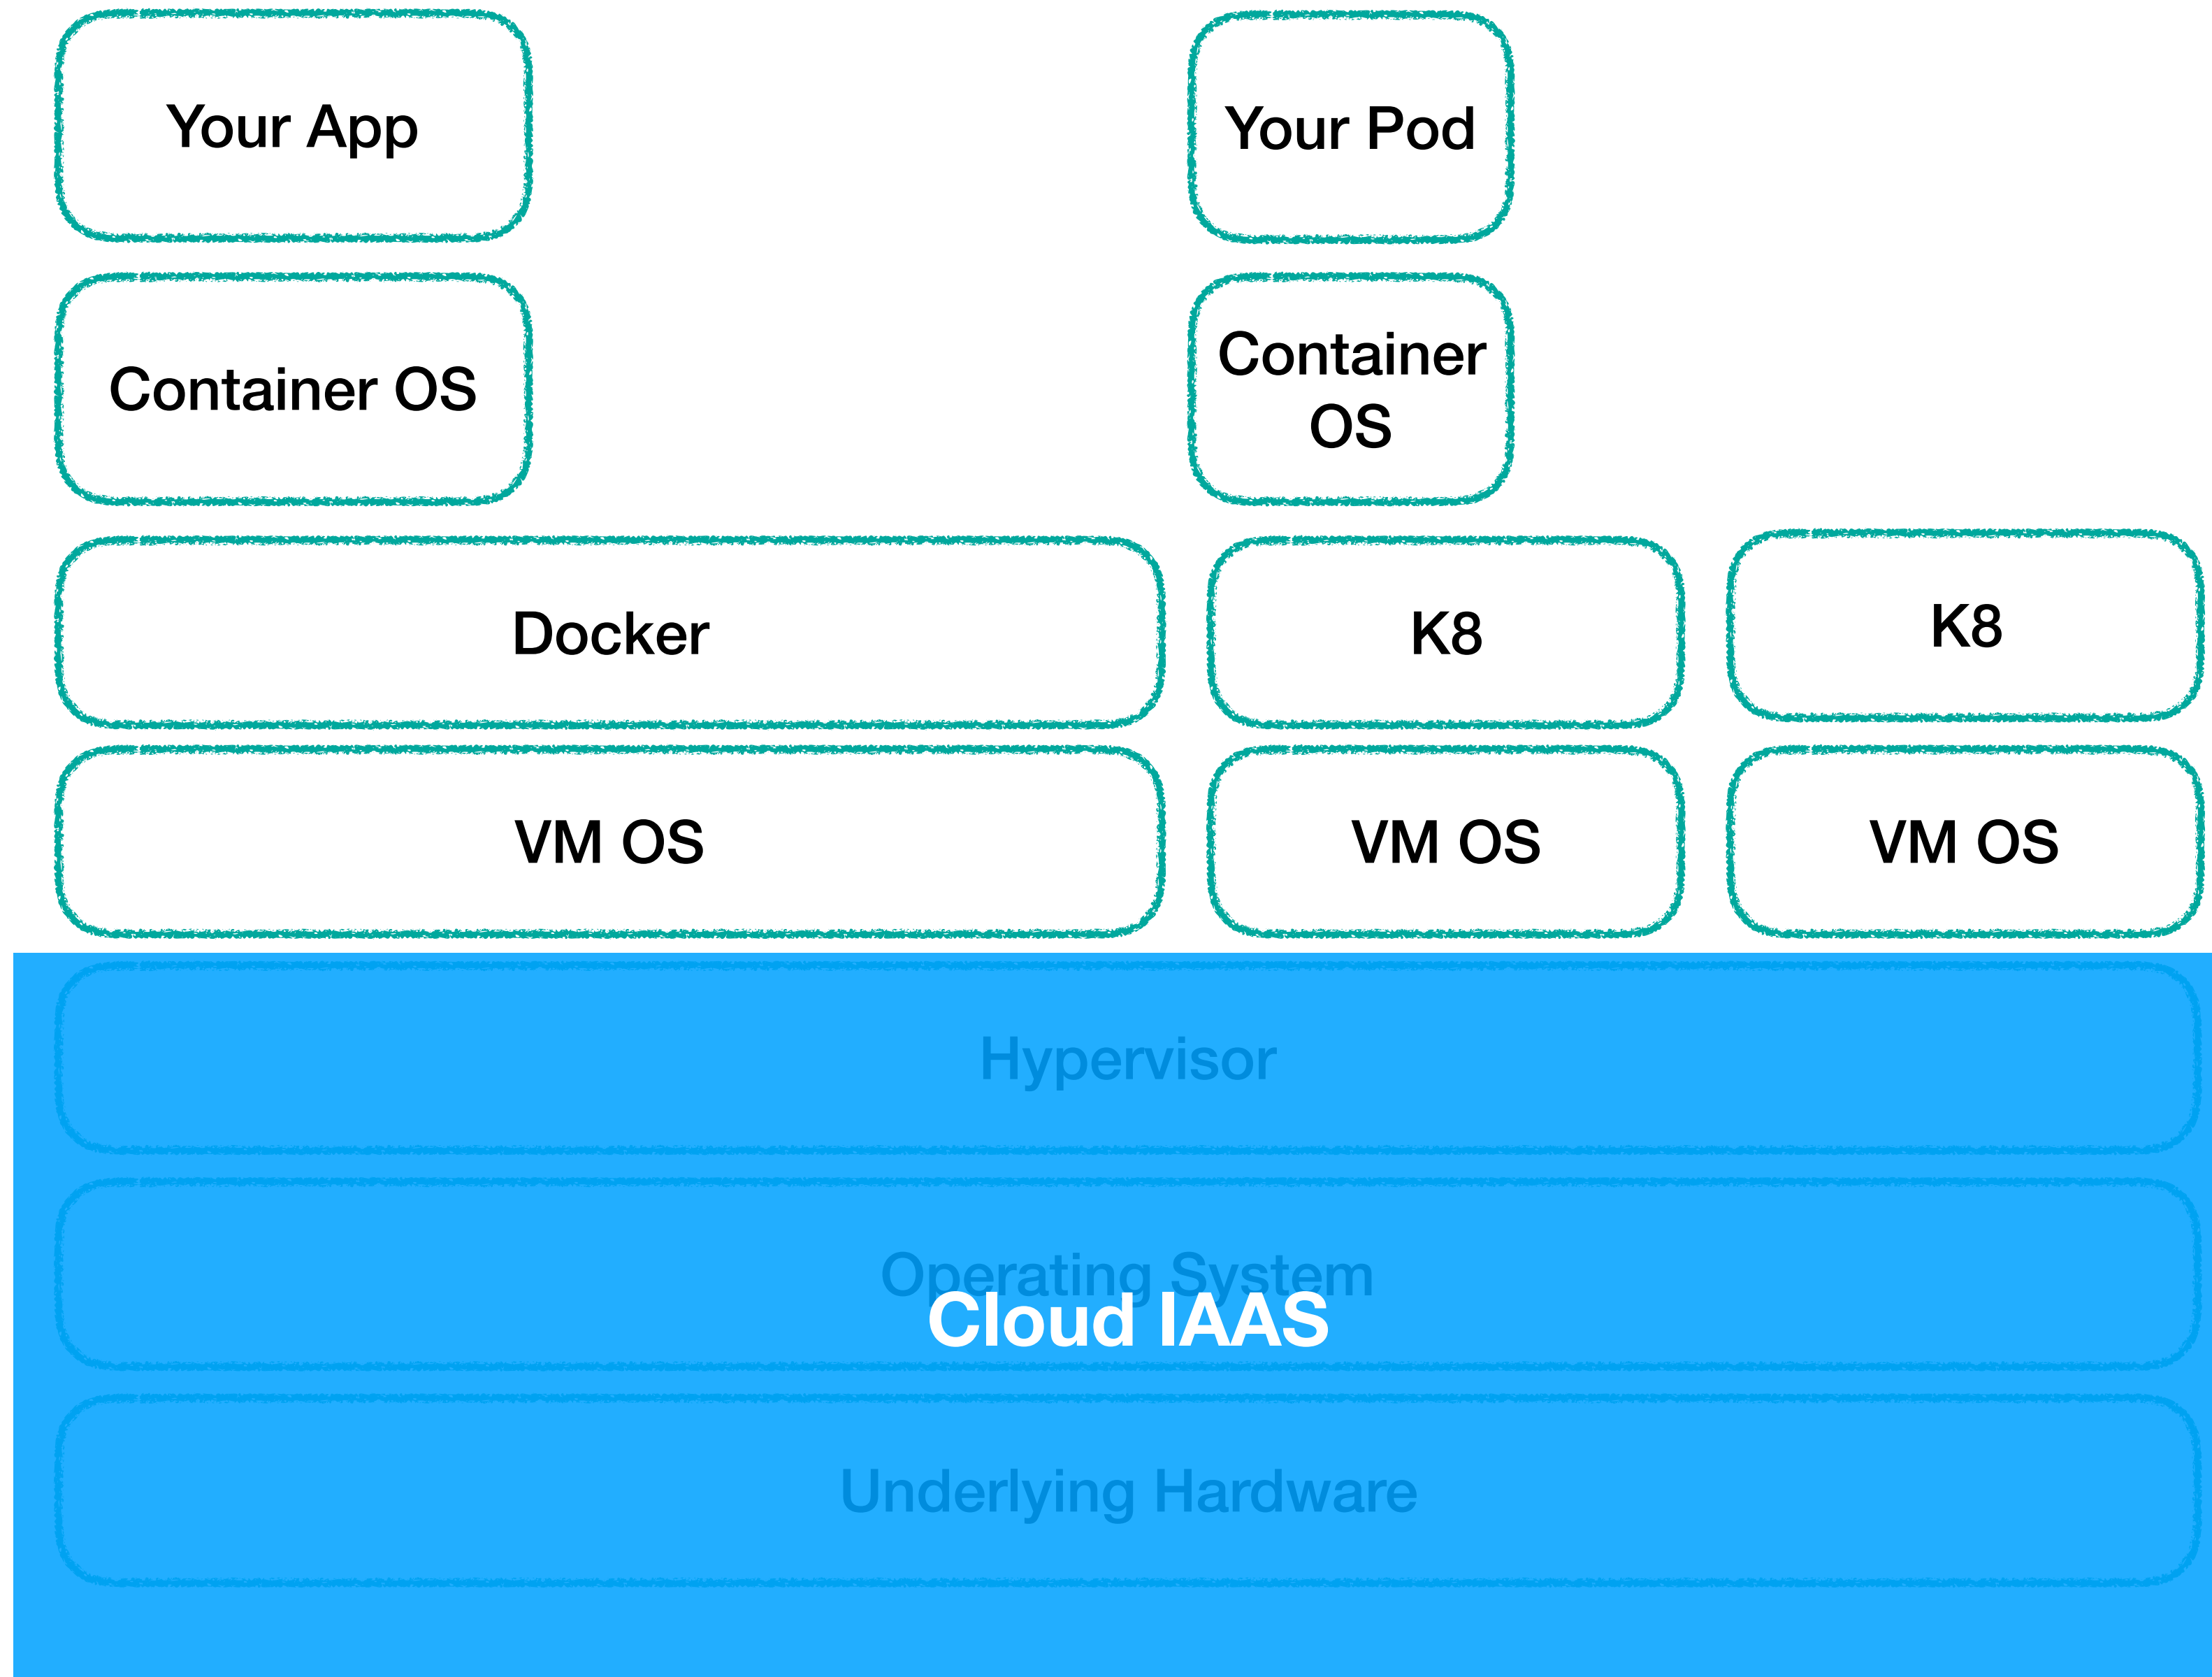 Your App
Your Pod
Container OS
Container
OS
Docker
K8
K8
VM OS
VM OS
VM OS
Hypervisor
Operating System
Cloud IAAS
Underlying Hardware